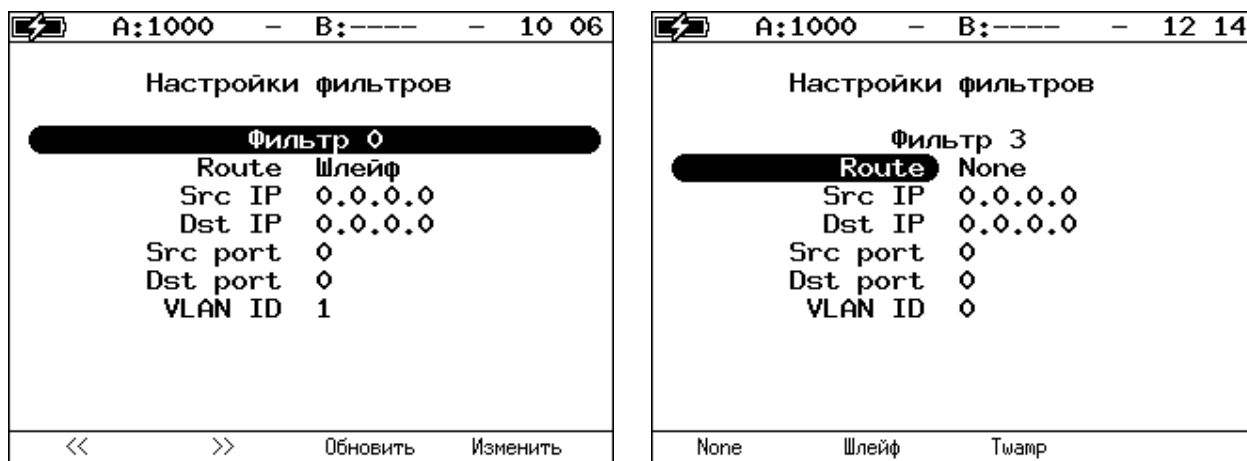 A:1000 – B:---- – 10 06
Настройки фильтров
Фильтр 0
Route Шлейф
Src IP 0.0.0.0
Dst IP 0.0.0.0
Src port 0
Dst port 0
VLAN ID 1
<< >> Обновить Изменить
A:1000 – B:---- – 12 14
Настройки фильтров
Фильтр 3
Route None
Src IP 0.0.0.0
Dst IP 0.0.0.0
Src port 0
Dst port 0
VLAN ID 0
None Шлейф Twamp